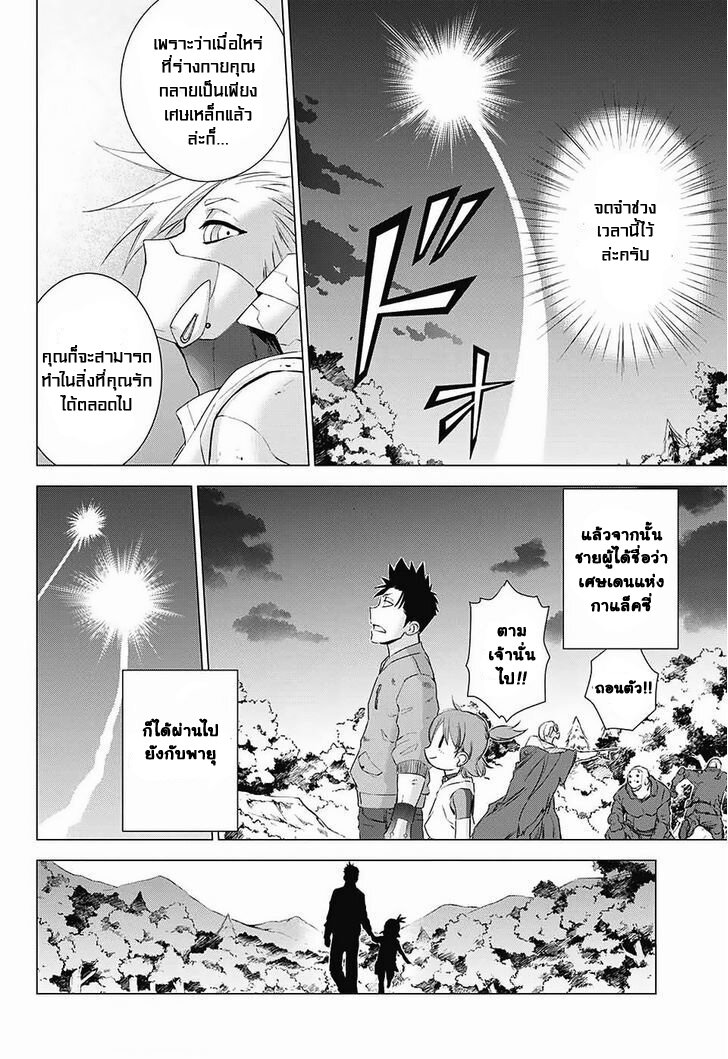 จดจำช่วง
เวลานี้ไว้
ล่ะครับ
ドドォ
เพราะว่าเมื่อไหร่
ที่ร่างกายคุณ
กลายเป็นเพียง
เศษเหล็กแล้ว
ล่ะก็...
คุณก็จะสามารถ
ทำในสิ่งที่คุณรัก
ได้ตลอดไป
แล้วจากนั้น
ชายผู้ได้ชื่อว่า
เศษเดนแห่ง
กาแล็คซี่
ถอนตัว!!
ตาม
เจ้านั่น
ไป!!
ก็ได้ผ่านไป
ยังกับพายุ